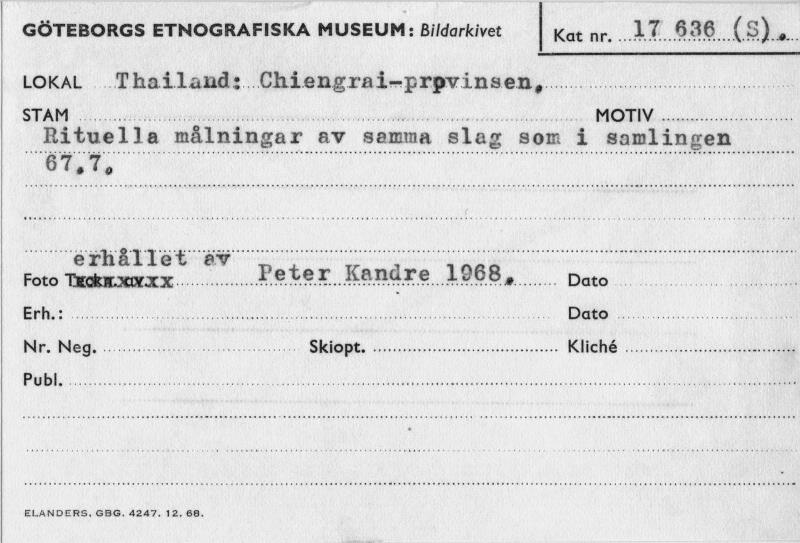 GÖTEBORGS ETNOGRAFISKA MUSEUM: Bildarkivet Kat nr. 17 636 (S).
LOKAL Thailand: Chiengrai-provinsen.
STAM MOTIV
Rituella målningar av samma slag som i samlingen
67.7.
erhållet av
Foto Peter Kandre 1968. Dato
Erh.: Dato
Nr. Neg. Skiopt. Kliché
Publ.
ELANDERS, GBG. 4247. 12. 68.